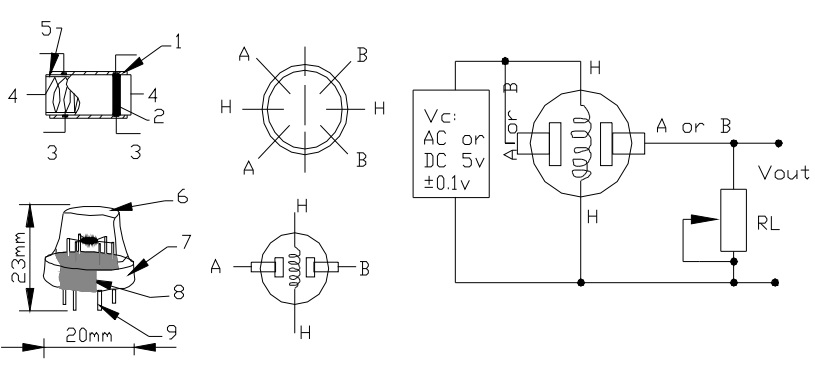 5
1
4
4
2
3
3
A
B
H
H
A
B
6
7
8
9
23mm
20mm
H
A
B
H
Vc:
AC or
DC 5v
±0.1v
A or B
H
A or B
H
Vout
RL